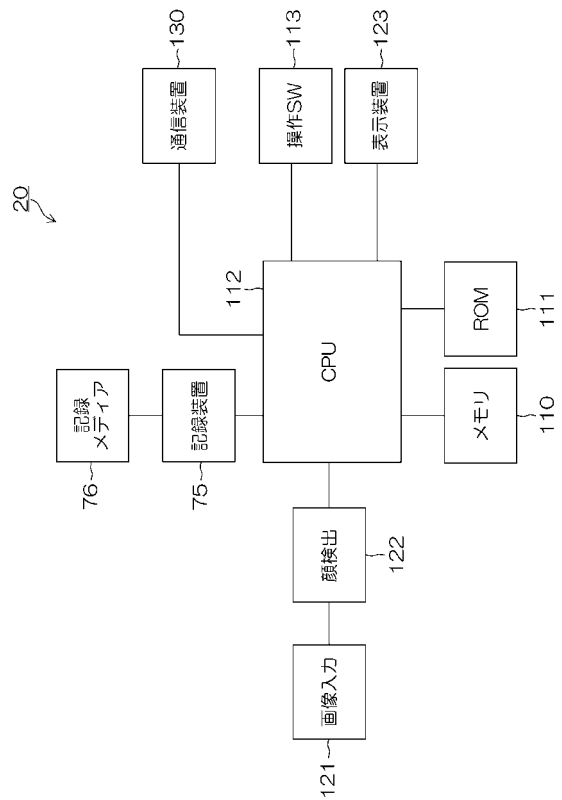 20
記録
メディア
76
記録装置
75
通信装置
130
操作SW
113
表示装置
123
CPU
112
画像入力
121
顔検出
122
メモリ
110
ROM
111